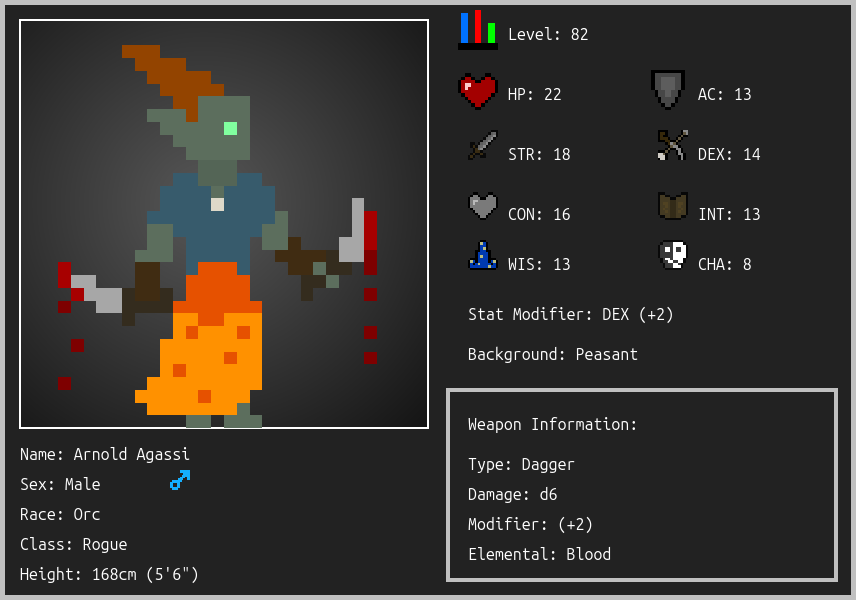 Level: 82
HP: 22
AC: 13
STR: 18
DEX: 14
CON: 16
INT: 13
WIS: 13
CHA: 8
Stat Modifier: DEX (+2)
Background: Peasant
Weapon Information:
Type: Dagger
Damage: d6
Modifier: (+2)
Elemental: Blood
Name: Arnold Agassi
Sex: Male
Race: Orc
Class: Rogue
Height: 168cm (5'6")